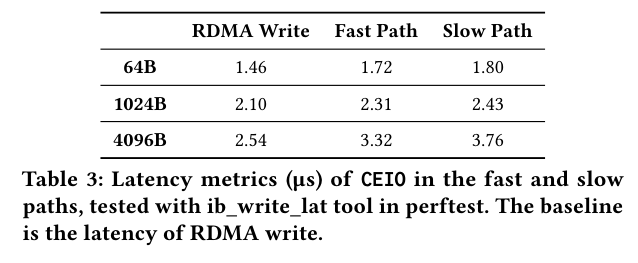 RDMA Write Fast Path Slow Path
64B 1.46 1.72 1.80
1024B 2.10 2.31 2.43
4096B 2.54 3.32 3.76
Table 3: Latency metrics (μs) of CEIO in the fast and slow
paths, tested with ib_write_lat tool in perftest. The baseline
is the latency of RDMA write.